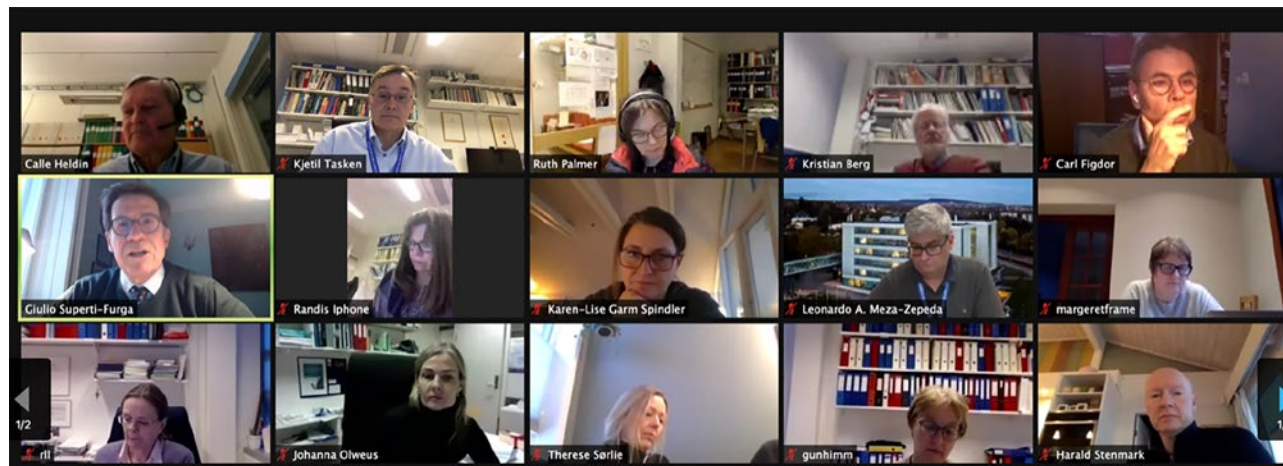 Calle Heldin
Kjetil Tasken
Ruth Palmer
Kristian Berg
Carl Figdor
Giulio Superti-Furga
Randis Iphone
Karen-Lise Garm Spindler
Leonardo A. Meza-Zepeda
margeretframe
1/2
rll
Johanna Olweus
Therese Sørlie
gunhimm
Harald Stenmark